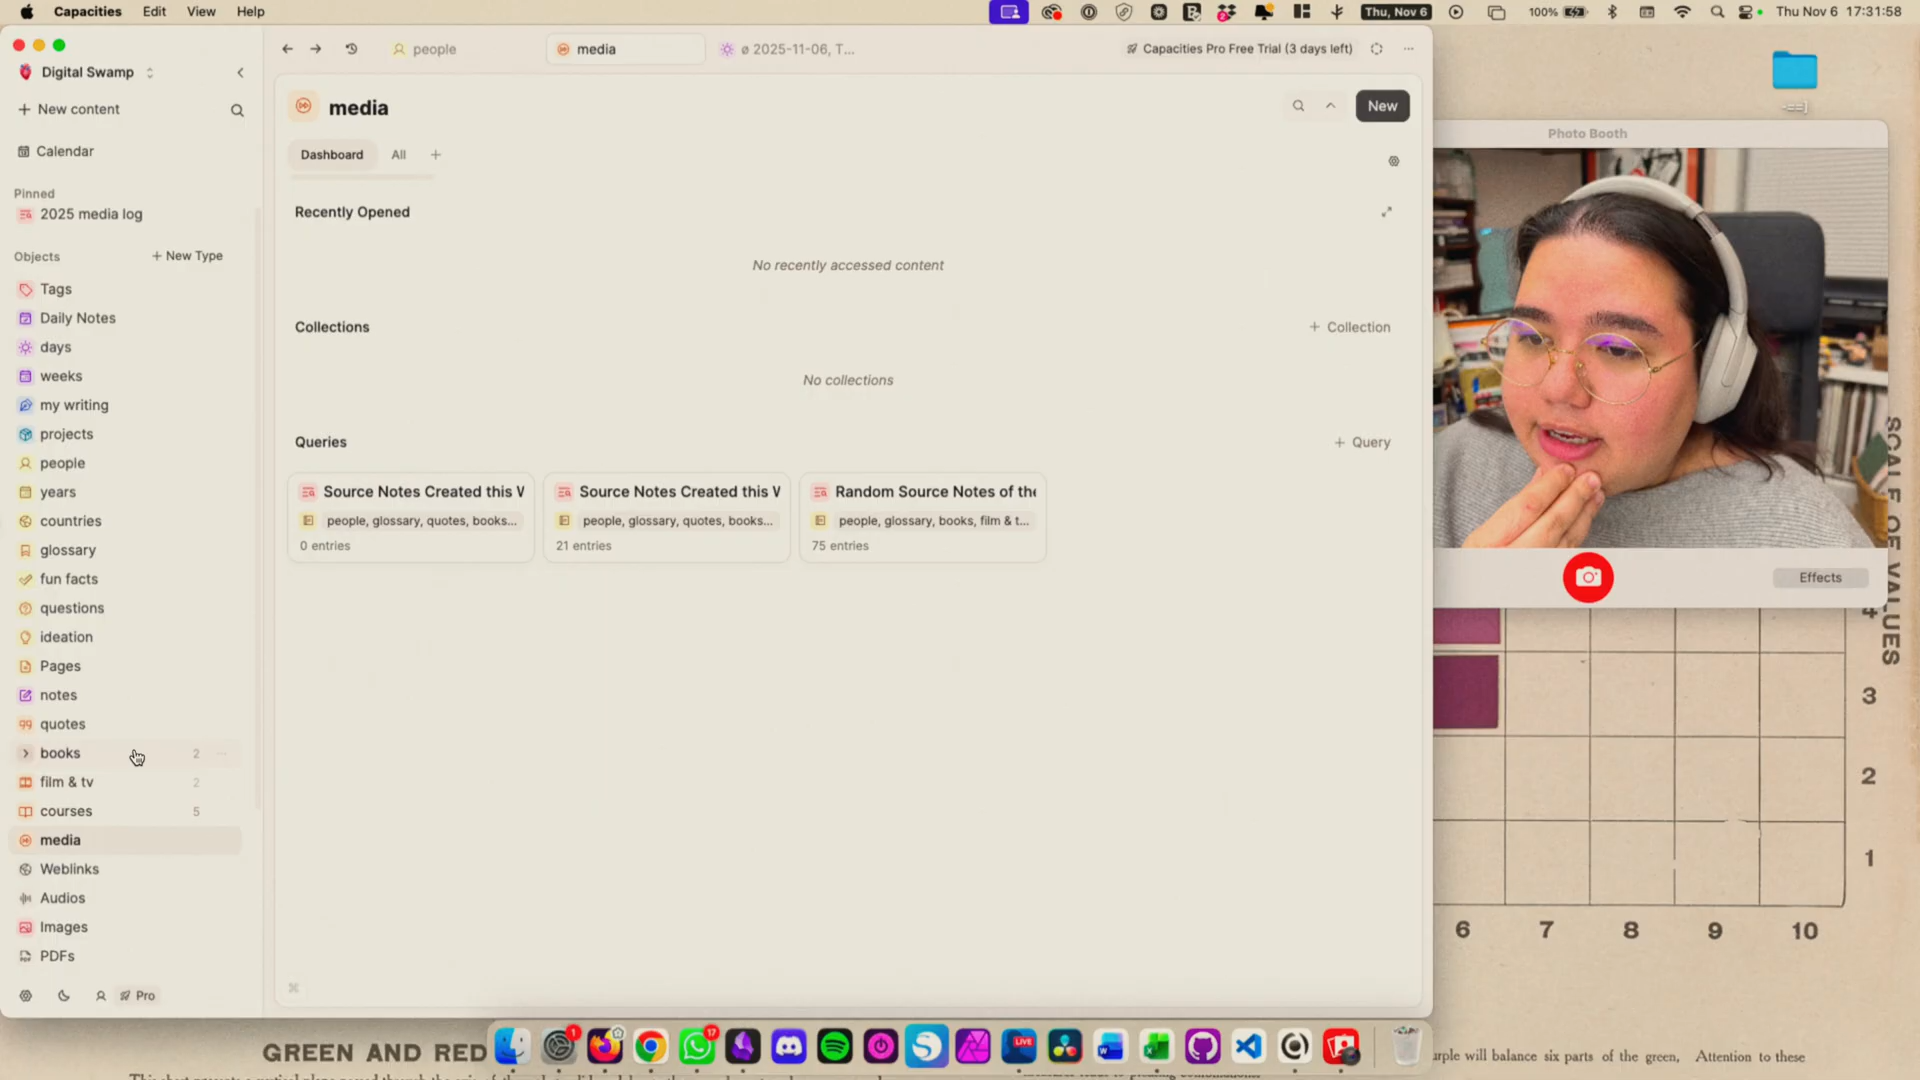 Capacities Edit View Help
Thu, Nov 6 100% Thu Nov 6 17:31:58
Digital Swamp
New content
Calendar
Pinned
2025 media log
Objects New Type
Tags
Daily Notes
days
weeks
my writing
projects
people
years
countries
glossary
fun facts
questions
ideation
Pages
notes
quotes
books 2
film & tv 2
courses 5
media
Weblinks
Audios
Images
PDFs
Pro
people
media
ø 2025-11-06, T...
Capacities Pro Free Trial (3 days left)
media
New
Dashboard All
Recently Opened
No recently accessed content
Collections
Collection
No collections
Queries
Query
Source Notes Created this W
people, glossary, quotes, books...
0 entries
Source Notes Created this W
people, glossary, quotes, books...
21 entries
Random Source Notes of the
people, glossary, books, film & t...
75 entries
Photo Booth
Effects
SCALE OF VALUES
4
3
2
1
6 7 8 9 10
1
17
LIVE
GREEN AND RED
urple will balance six parts of the green, Attention to these